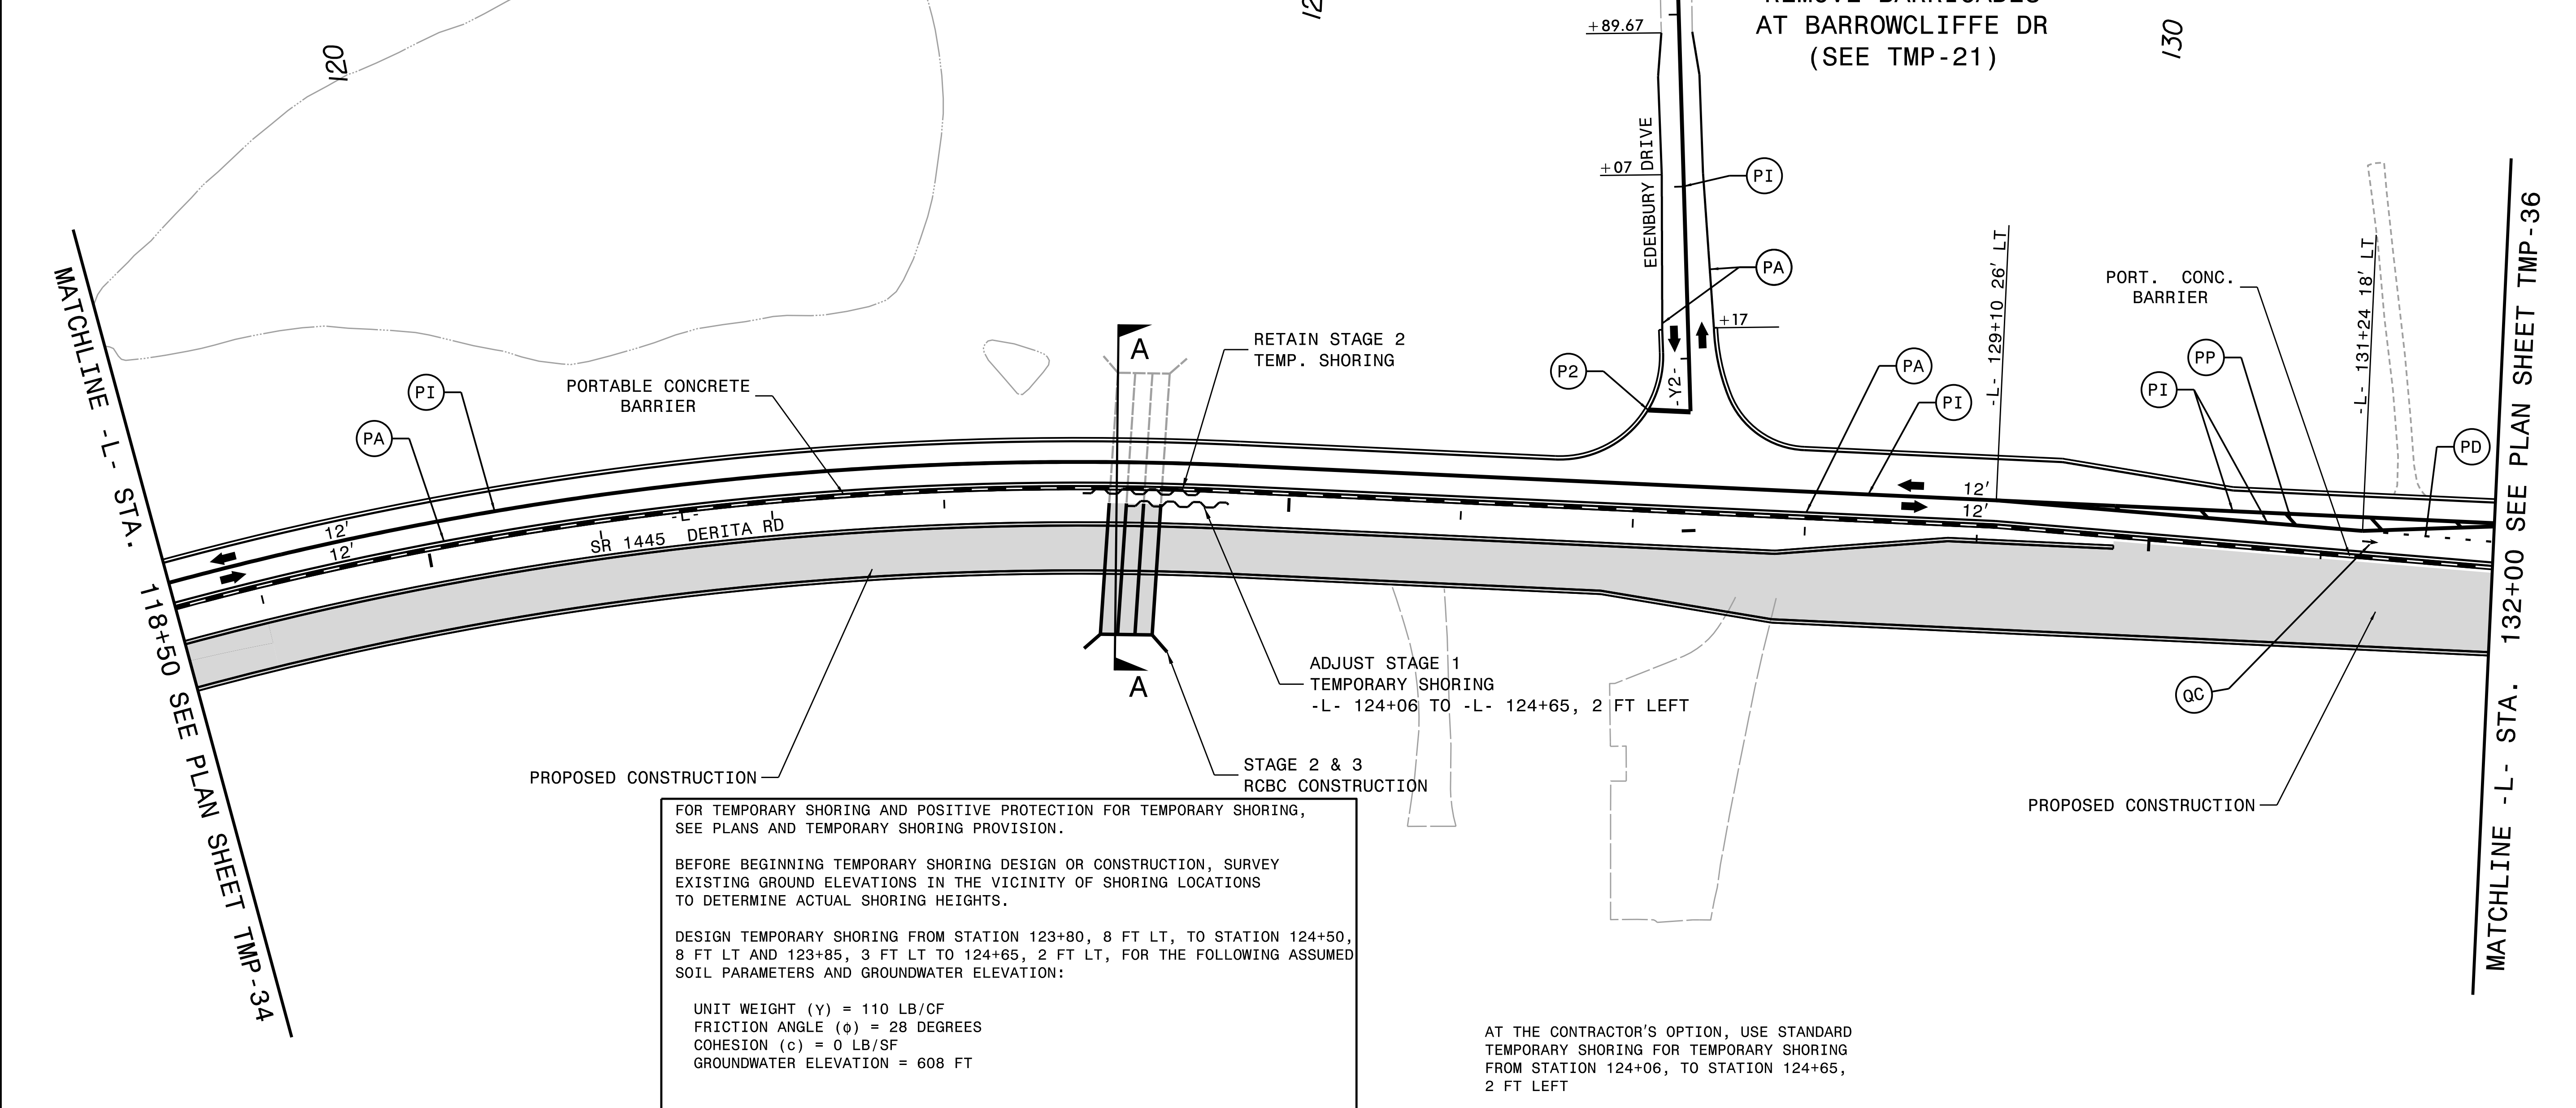 120
+89.67
AT BARROWCLIFFE DR
(SEE TMP-21)
130
+07
EDENBURY DRIVE
PI
PA
+17
-Y2-
P2
MATCHLINE -L- STA. 118+50 SEE PLAN SHEET TMP-34
PI
PA
PORTABLE CONCRETE
BARRIER
A
RETAIN STAGE 2
TEMP. SHORING
12'
12'
-L-
SR 1445 DERITA RD
PA
PI
-L- 129+10 26' LT
12'
12'
PORT. CONC.
BARRIER
PP
PI
-L- 131+24 18' LT
PD
QC
MATCHLINE -L- STA. 132+00 SEE PLAN SHEET TMP-36
A
ADJUST STAGE 1
TEMPORARY SHORING
-L- 124+06 TO -L- 124+65, 2 FT LEFT
PROPOSED CONSTRUCTION
STAGE 2 & 3
RCBC CONSTRUCTION
PROPOSED CONSTRUCTION
FOR TEMPORARY SHORING AND POSITIVE PROTECTION FOR TEMPORARY SHORING,
SEE PLANS AND TEMPORARY SHORING PROVISION.
BEFORE BEGINNING TEMPORARY SHORING DESIGN OR CONSTRUCTION, SURVEY
EXISTING GROUND ELEVATIONS IN THE VICINITY OF SHORING LOCATIONS
TO DETERMINE ACTUAL SHORING HEIGHTS.
DESIGN TEMPORARY SHORING FROM STATION 123+80, 8 FT LT, TO STATION 124+50,
8 FT LT AND 123+85, 3 FT LT TO 124+65, 2 FT LT, FOR THE FOLLOWING ASSUMED
SOIL PARAMETERS AND GROUNDWATER ELEVATION:
UNIT WEIGHT (γ) = 110 LB/CF
FRICTION ANGLE (φ) = 28 DEGREES
COHESION (c) = 0 LB/SF
GROUNDWATER ELEVATION = 608 FT
AT THE CONTRACTOR'S OPTION, USE STANDARD
TEMPORARY SHORING FOR TEMPORARY SHORING
FROM STATION 124+06, TO STATION 124+65,
2 FT LEFT